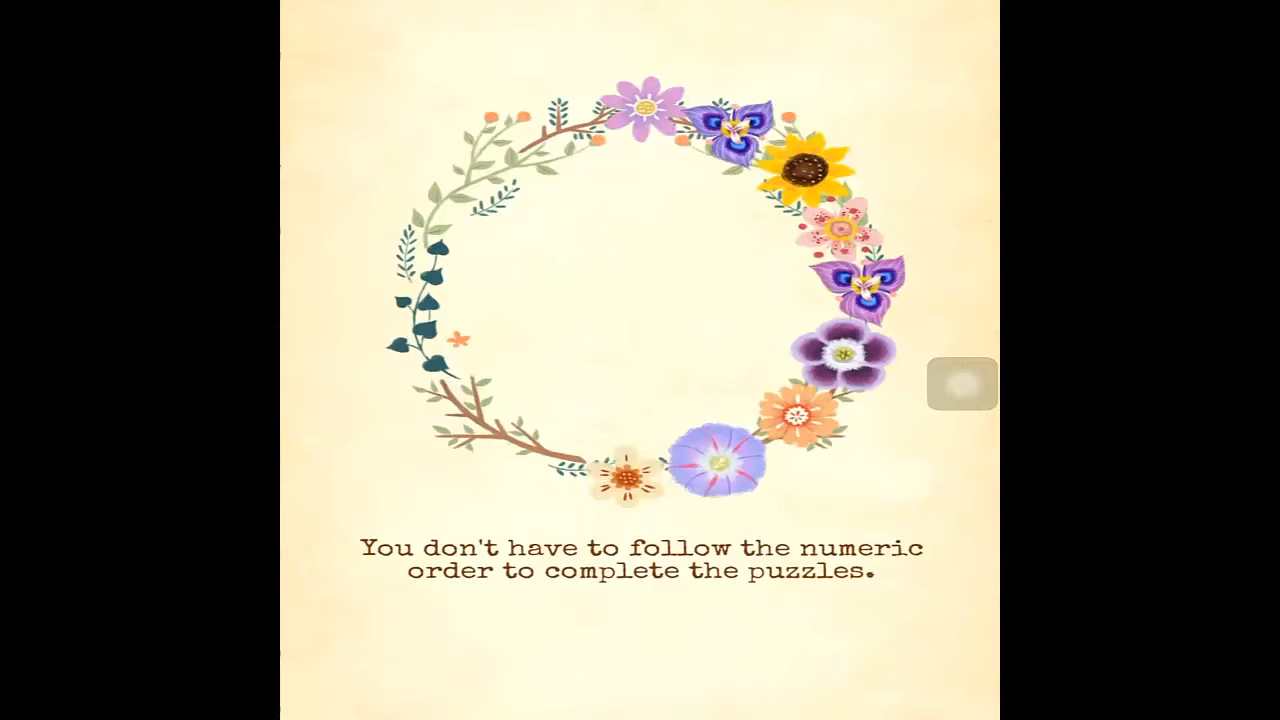 You don't have to follow the numeric
order to complete the puzzles.